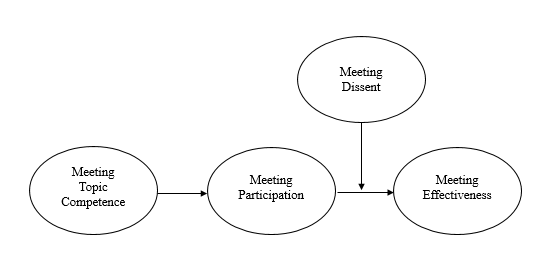 Meeting
Dissent
Meeting
Topic
Competence
Meeting
Participation
Meeting
Effectiveness